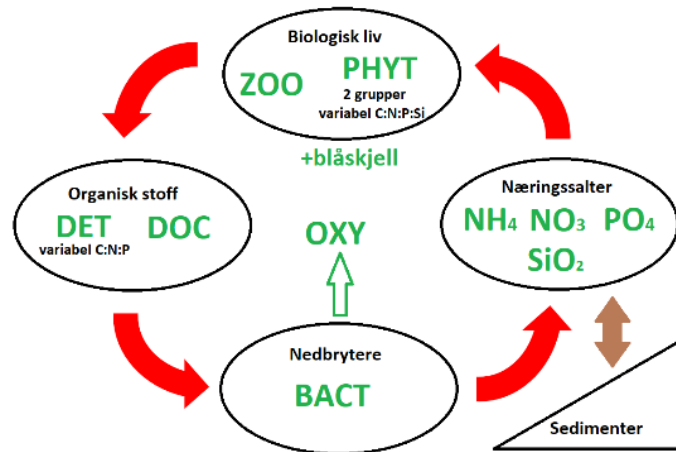 Biologisk liv
ZOO PHYT
2 grupper
variabel C:N:P:Si
+blåskjell
Organisk stoff
DET DOC
variabel C:N:P
OXY
Næringssalter
NH4 NO3 PO4
SiO2
Nedbrytere
BACT
Sedimenter